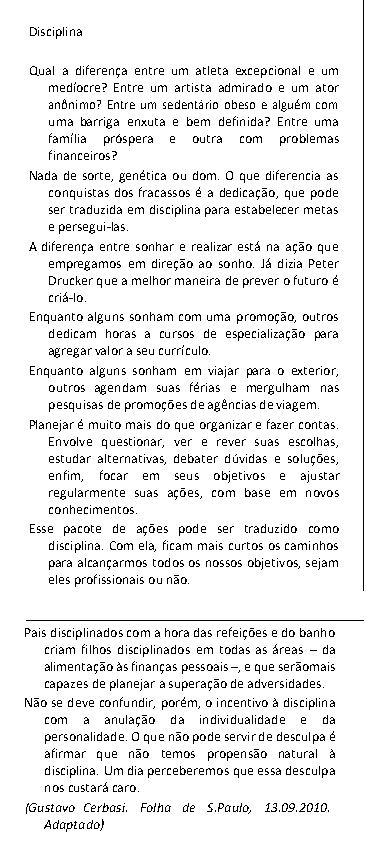 Disciplina
Qual a diferença entre um atleta excepcional e um
medíocre? Entre um artista admirado e um ator
anônimo? Entre um sedentário obeso e alguém com
uma barriga enxuta e bem definida? Entre uma
família próspera e outra com problemas
financeiros?
Nada de sorte, genética ou dom. O que diferencia as
conquistas dos fracassos é a dedicação, que pode
ser traduzida em disciplina para estabelecer metas
e persegui-las.
A diferença entre sonhar e realizar está na ação que
empregamos em direção ao sonho. Já dizia Peter
Drucker que a melhor maneira de prever o futuro é
criá-lo.
Enquanto alguns sonham com uma promoção, outros
dedicam horas a cursos de especialização para
agregar valor a seu currículo.
Enquanto alguns sonham em viajar para o exterior,
outros agendam suas férias e mergulham nas
pesquisas de promoções de agências de viagem.
Planejar é muito mais do que organizar e fazer contas.
Envolve questionar, ver e rever suas escolhas,
estudar alternativas, debater dúvidas e soluções,
enfim, focar em seus objetivos e ajustar
regularmente suas ações, com base em novos
conhecimentos.
Esse pacote de ações pode ser traduzido como
disciplina. Com ela, ficam mais curtos os caminhos
para alcançarmos todos os nossos objetivos, sejam
eles profissionais ou não.
Pais disciplinados com a hora das refeições e do banho
criam filhos disciplinados em todas as áreas – da
alimentação às finanças pessoais –, e que serãomais
capazes de planejar a superação de adversidades.
Não se deve confundir, porém, o incentivo à disciplina
com a anulação da individualidade e da
personalidade. O que não pode servir de desculpa é
afirmar que não temos propensão natural à
disciplina. Um dia perceberemos que essa desculpa
nos custará caro.
(Gustavo Cerbasi. Folha de S.Paulo, 13.09.2010.
Adaptado)